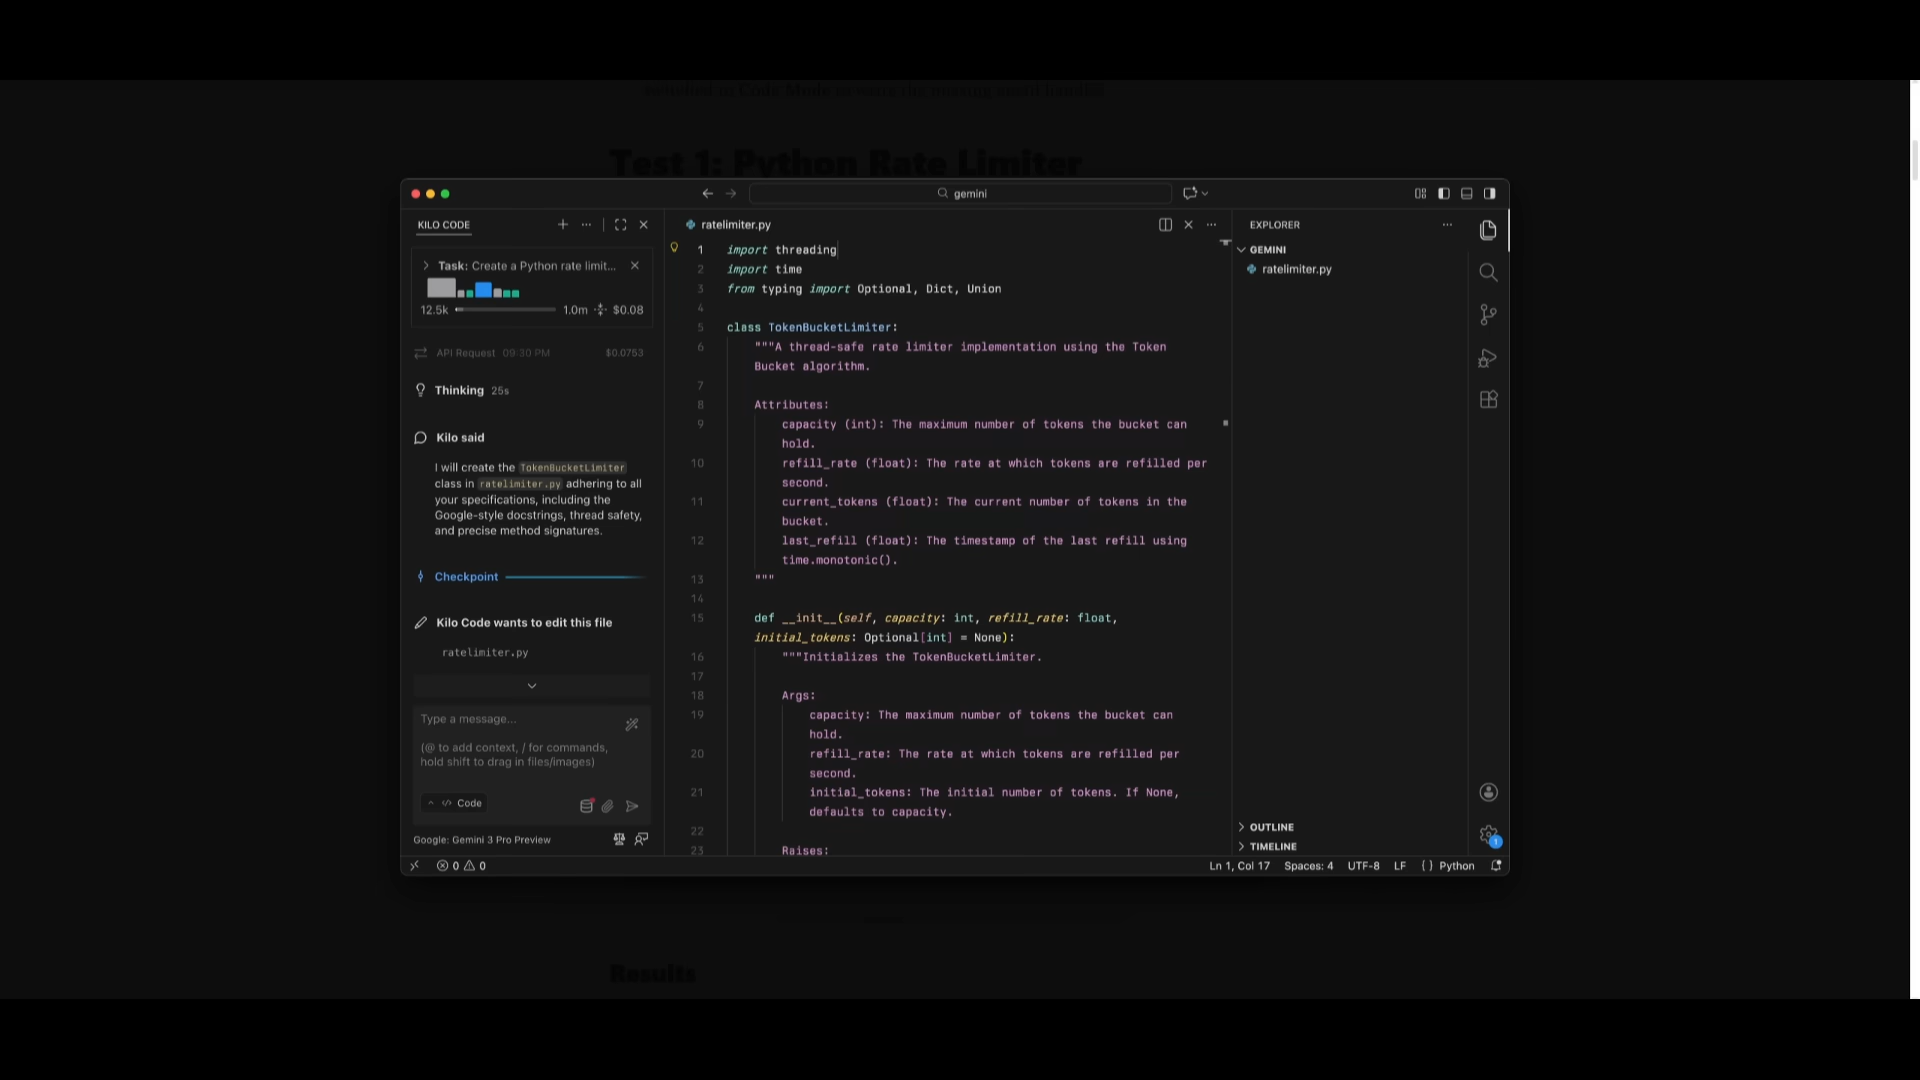 Test 1: Python Rate Limiter
gemini
KILO CODE
Task: Create a Python rate limit...
12.5k
1.0m
$0.08
API Request 09:30 PM $0.0753
Thinking 25s
Kilo said
I will create the TokenBucketLimiter
class in ratelimiter.py adhering to all
your specifications, including the
Google-style docstrings, thread safety,
and precise method signatures.
Checkpoint
Kilo Code wants to edit this file
ratelimiter.py
Type a message...
(@ to add context, / for commands,
hold shift to drag in files/images)
Code
Google: Gemini 3 Pro Preview
ratelimiter.py
1 import threading
2 import time
3 from typing import Optional, Dict, Union
4
5 class TokenBucketLimiter:
6 """A thread-safe rate limiter implementation using the Token
Bucket algorithm.
7
8 Attributes:
9 capacity (int): The maximum number of tokens the bucket can
hold.
10 refill_rate (float): The rate at which tokens are refilled per
second.
11 current_tokens (float): The current number of tokens in the
bucket.
12 last_refill (float): The timestamp of the last refill using
time.monotonic().
13 """
14
15 def __init__(self, capacity: int, refill_rate: float,
initial_tokens: Optional[int] = None):
16 """Initializes the TokenBucketLimiter.
17
18 Args:
19 capacity: The maximum number of tokens the bucket can
hold.
20 refill_rate: The rate at which tokens are refilled per
second.
21 initial_tokens: The initial number of tokens. If None,
defaults to capacity.
22
23 Raises:
EXPLORER
GEMINI
ratelimiter.py
OUTLINE
TIMELINE
1
0 0
Ln 1, Col 17 Spaces: 4 UTF-8 LF { } Python
Results